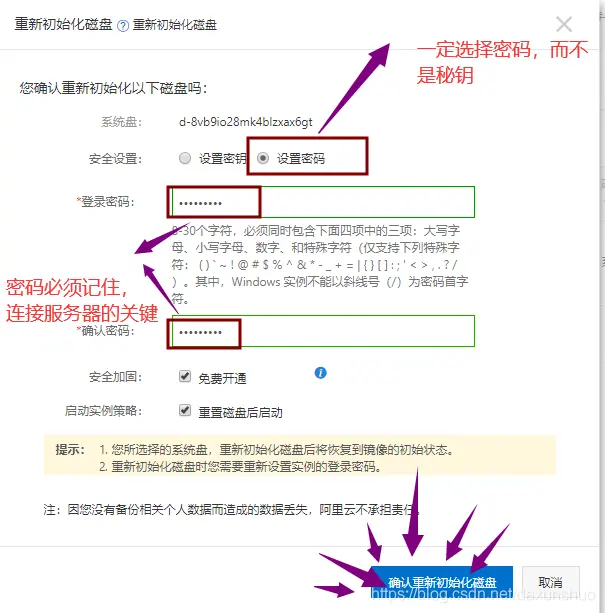 重新初始化磁盘 ? 重新初始化磁盘
一定选择密码，而不
是秘钥
您确认重新初始化以下磁盘吗：
系统盘： d-8vb9io28mk4blzxax6gt
安全设置： 设置密钥 设置密码
*登录密码： •••••••••
8-30个字符，必须同时包含下面四项中的三项：大写字
母、小写字母、数字、和特殊字符（仅支持下列特殊字
符： ( ) ` ~ ! @ # $ % ^ & * - _ + = | { } [ ] : ; ' < > , . ? /
）。其中，Windows 实例不能以斜线号（/）为密码首字
符。
密码必须记住，
连接服务器的关键
*确认密码： •••••••••
安全加固： 免费开通
启动实例策略： 重置磁盘后启动
提示： 1. 您所选择的系统盘，重新初始化磁盘后将恢复到镜像的初始状态。
2. 重新初始化磁盘时您需要重新设置实例的登录密码。
注：因您没有备份相关个人数据而造成的数据丢失，阿里云不承担责任。
确认重新初始化磁盘 取消
https://blog.csdn.net/dazunshuo